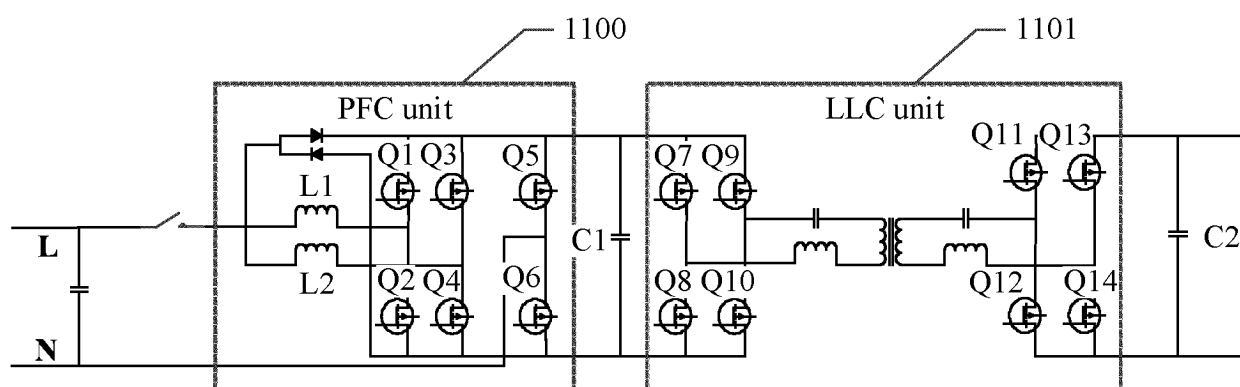 1100
1101
PFC unit
LLC unit
Q1
Q3
Q5
Q7
Q9
Q11
Q13
L1
L
L2
C1
C2
Q2
Q4
Q6
Q8
Q10
Q12
Q14
N